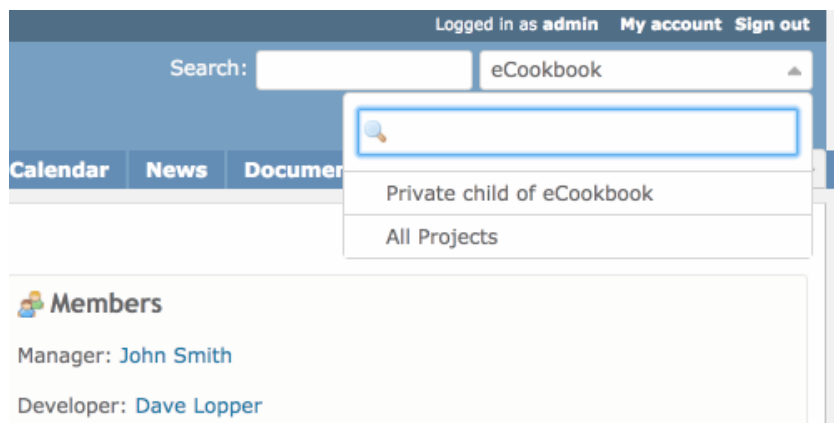 Logged in as admin My account Sign out
Search: eCookbook
Calendar News Documen
Private child of eCookbook
All Projects
Members
Manager: John Smith
Developer: Dave Lopper